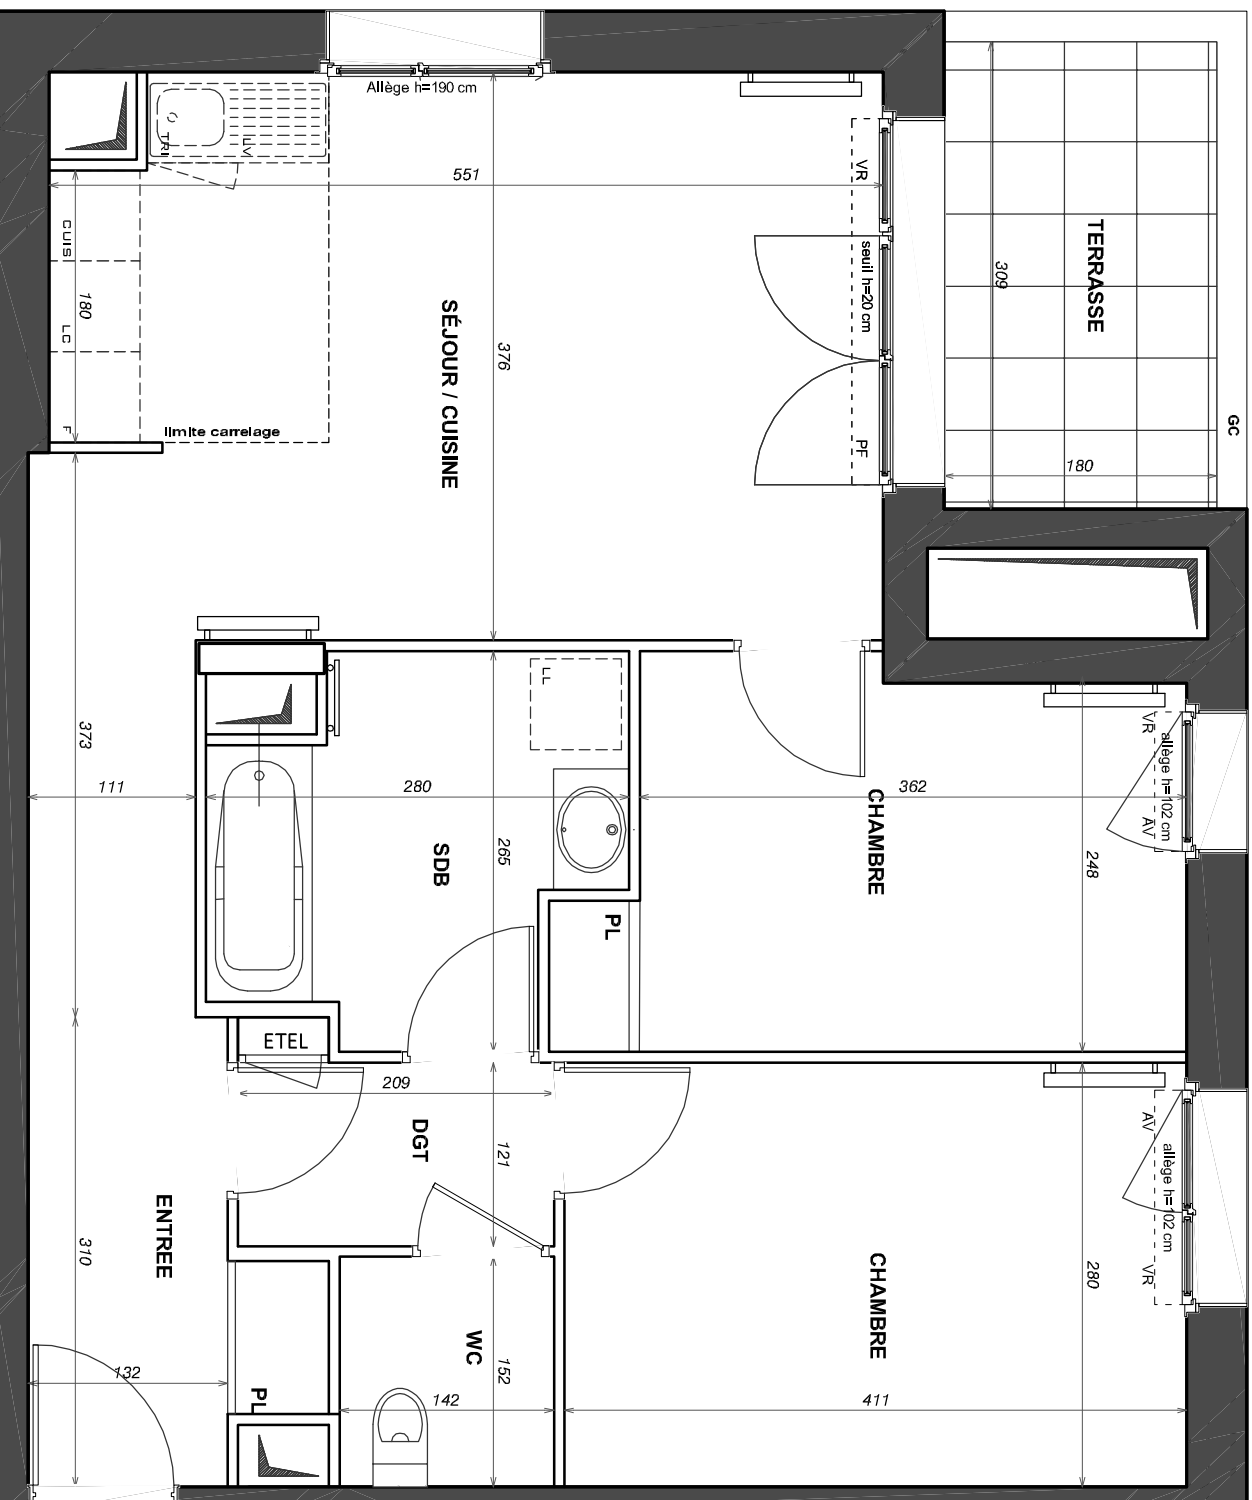 Allège h=190 cm
TRI
LV
551
VR
seuil h=20 cm
PF
TERRASSE
309
180
GC
CUIS
180
LC
F
limite carrelage
SÉJOUR / CUISINE
376
373
111
LL
280
265
SDB
PL
362
CHAMBRE
248
VR
allège h=102 cm
AV
ETEL
209
DGT
121
ENTREE
310
132
PL
WC
152
142
CHAMBRE
411
280
AV
allège h=102 cm
VR